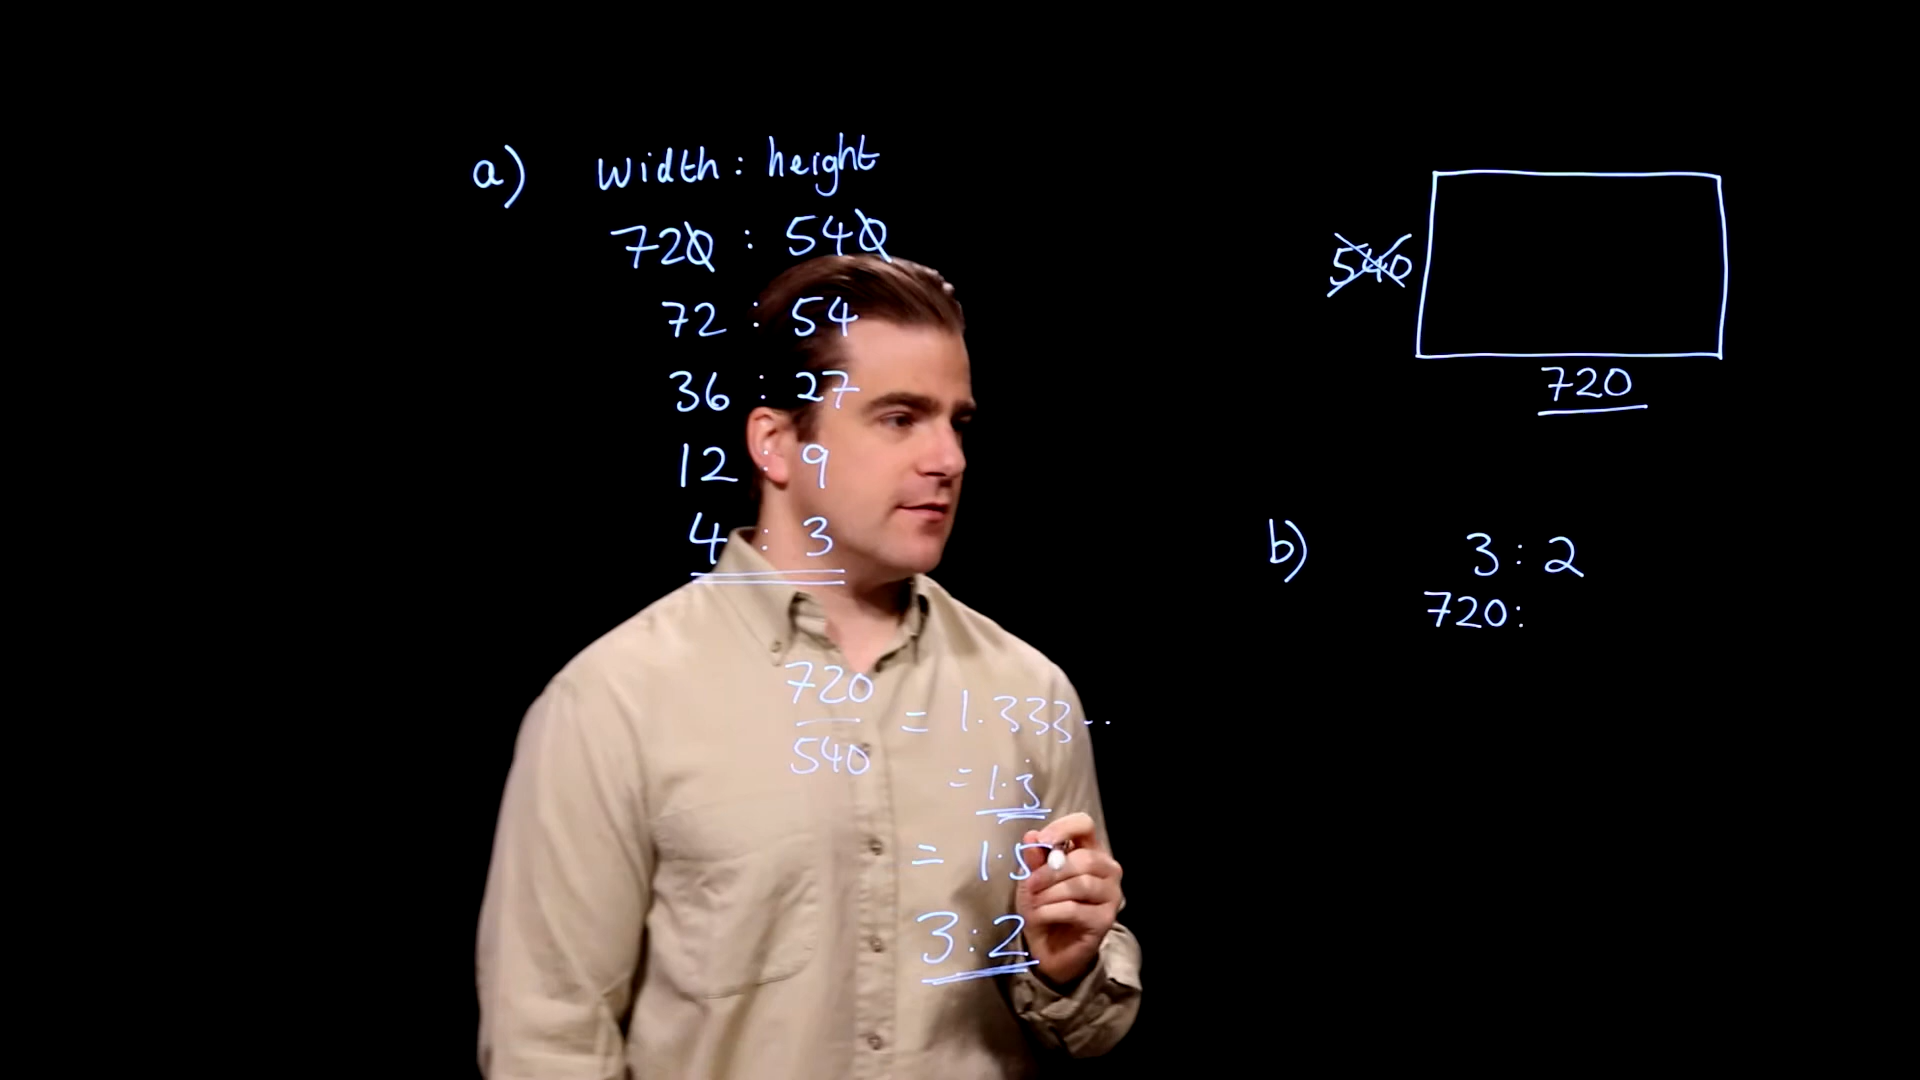 a) width : height
720 : 540
72 : 54
36 : 27
12 : 9
4 : 3
720
540
= 1.333..
= 1.3̇
= 1.5
3:2
540
720
b) 3 : 2
720: